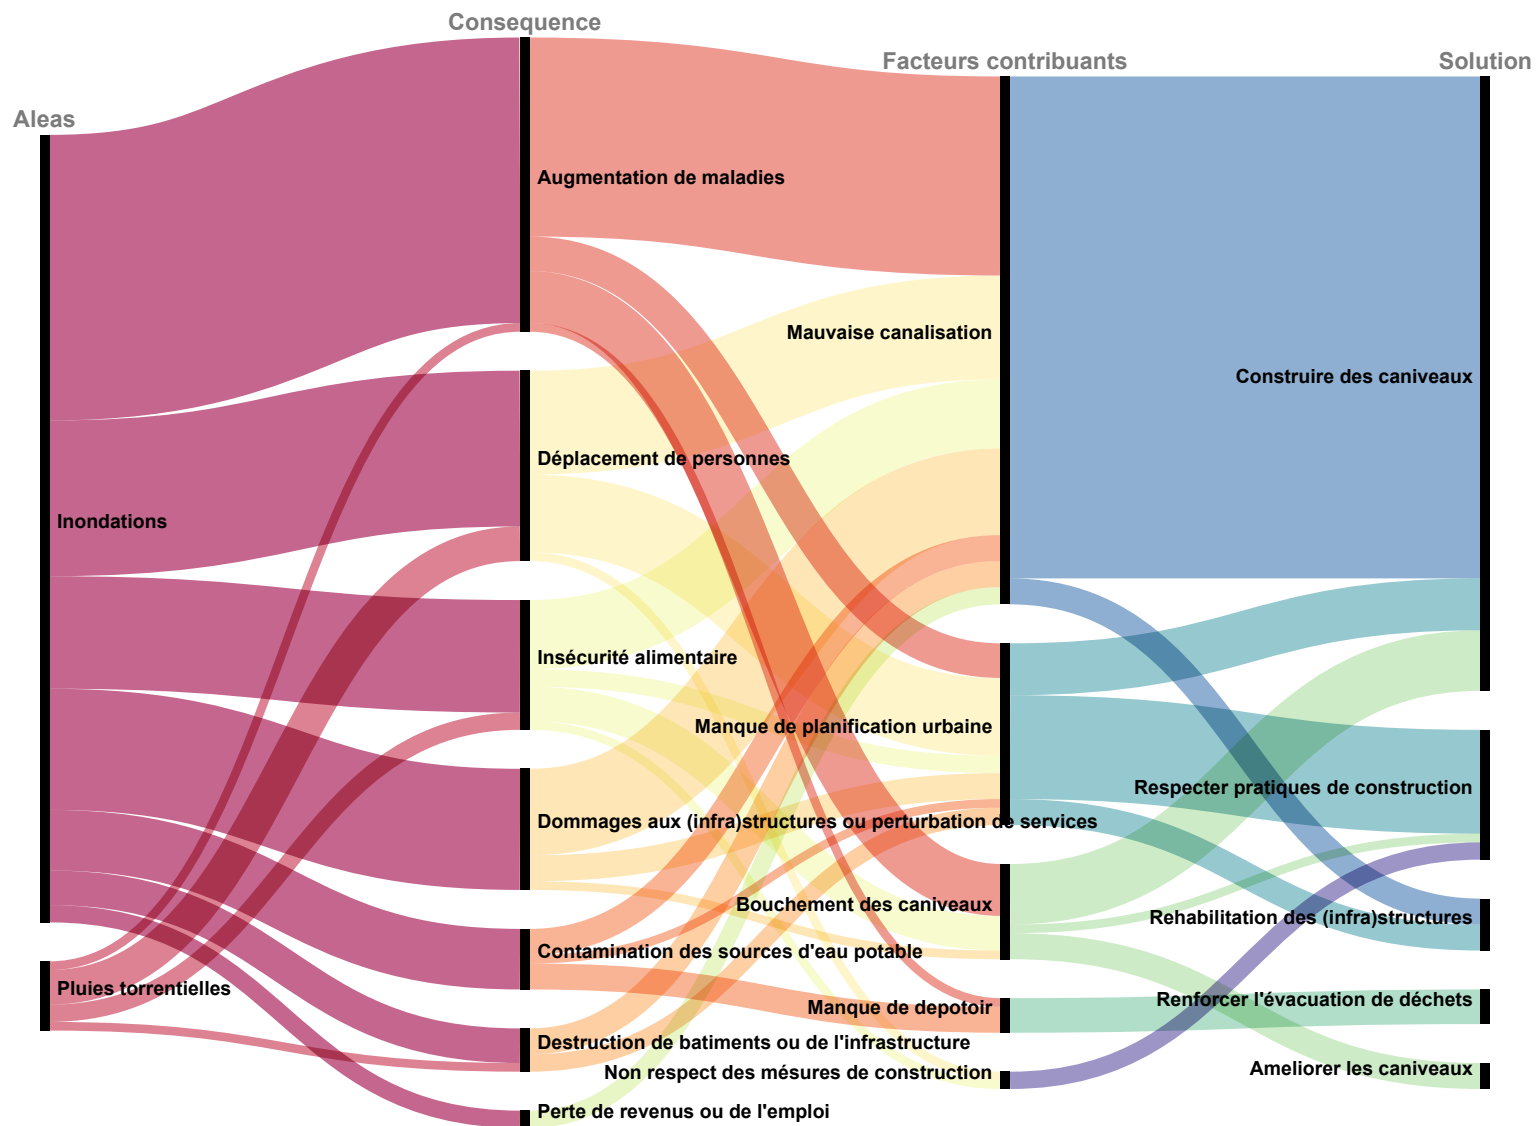 Consequence
Facteurs contribuants
Solution
Aleas
Augmentation de maladies
Mauvaise canalisation
Construire des caniveaux
Déplacement de personnes
Inondations
Insécurité alimentaire
Manque de planification urbaine
Respecter pratiques de construction
Dommages aux (infra)structures ou perturbation de services
Bouchement des caniveaux
Rehabilitation des (infra)structures
Contamination des sources d'eau potable
Pluies torrentielles
Manque de depotoir
Renforcer l'évacuation de déchets
Destruction de batiments ou de l'infrastructure
Non respect des mésures de construction
Ameliorer les caniveaux
Perte de revenus ou de l'emploi